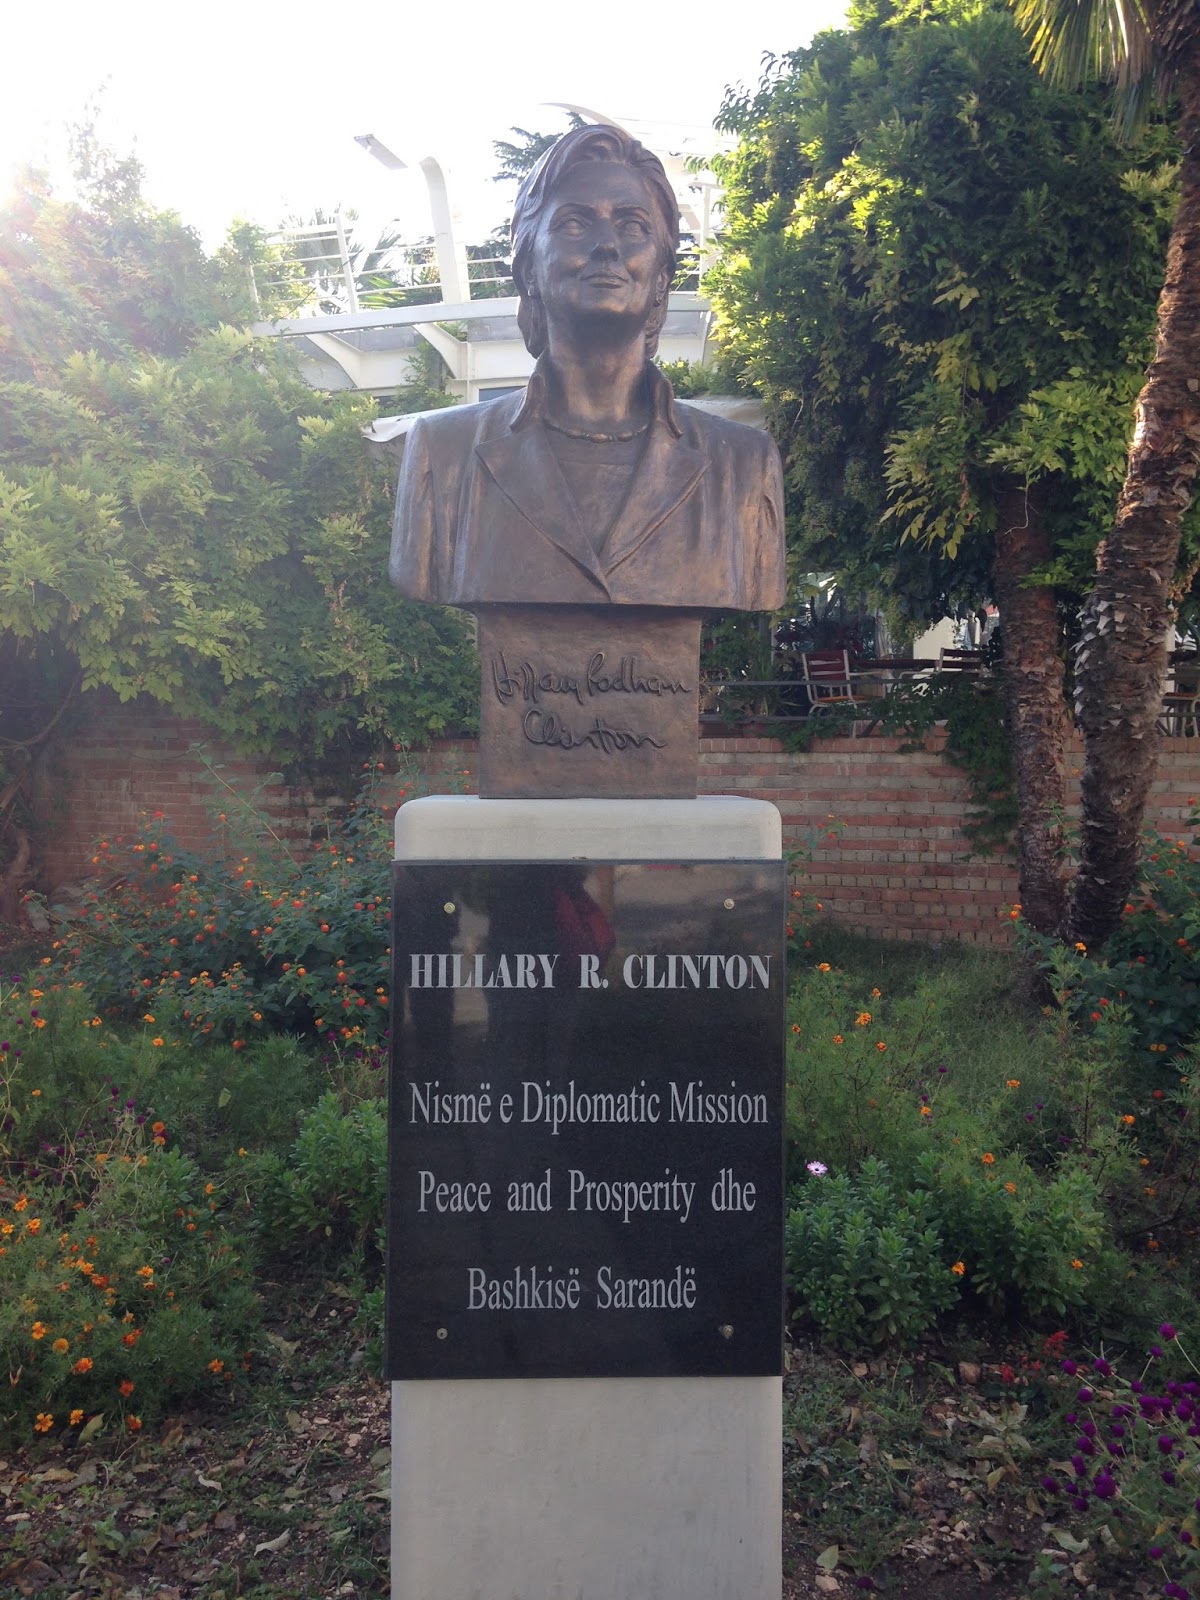 Hillary Rodham
Clinton
HILLARY R. CLINTON
Nismë e Diplomatic Mission
Peace and Prosperity dhe
Bashkisë Sarandë